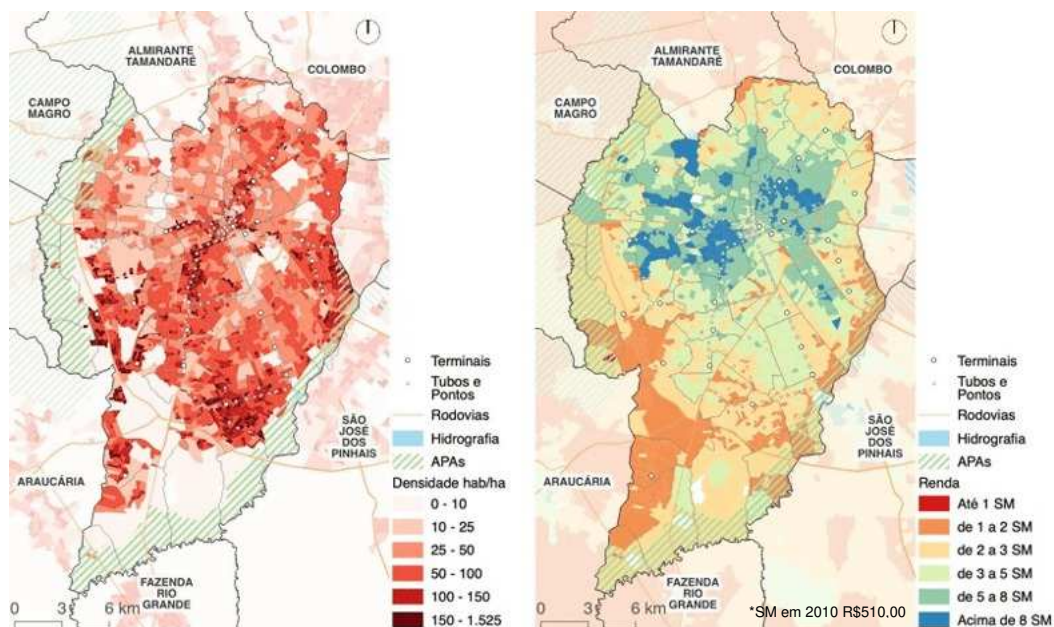 ALMIRANTE
TAMANDARÉ
COLOMBO
CAMPO
MAGRO
SÃO
JOSÉ
DOS
PINHAIS
ARAUCÁRIA
FAZENDA
RIO
GRANDE
0 3 6 km
Terminais
Tubos e
Pontos
Rodovias
Hidrografia
APAs
Densidade hab/ha
0 - 10
10 - 25
25 - 50
50 - 100
100 - 150
150 - 1.525
ALMIRANTE
TAMANDARÉ
COLOMBO
CAMPO
MAGRO
SÃO
JOSÉ
DOS
PINHAIS
ARAUCÁRIA
FAZENDA
RIO
GRANDE
0 3 6 km
*SM em 2010 R$510.00
Terminais
Tubos e
Pontos
Rodovias
Hidrografia
APAs
Renda
Até 1 SM
de 1 a 2 SM
de 2 a 3 SM
de 3 a 5 SM
de 5 a 8 SM
Acima de 8 SM